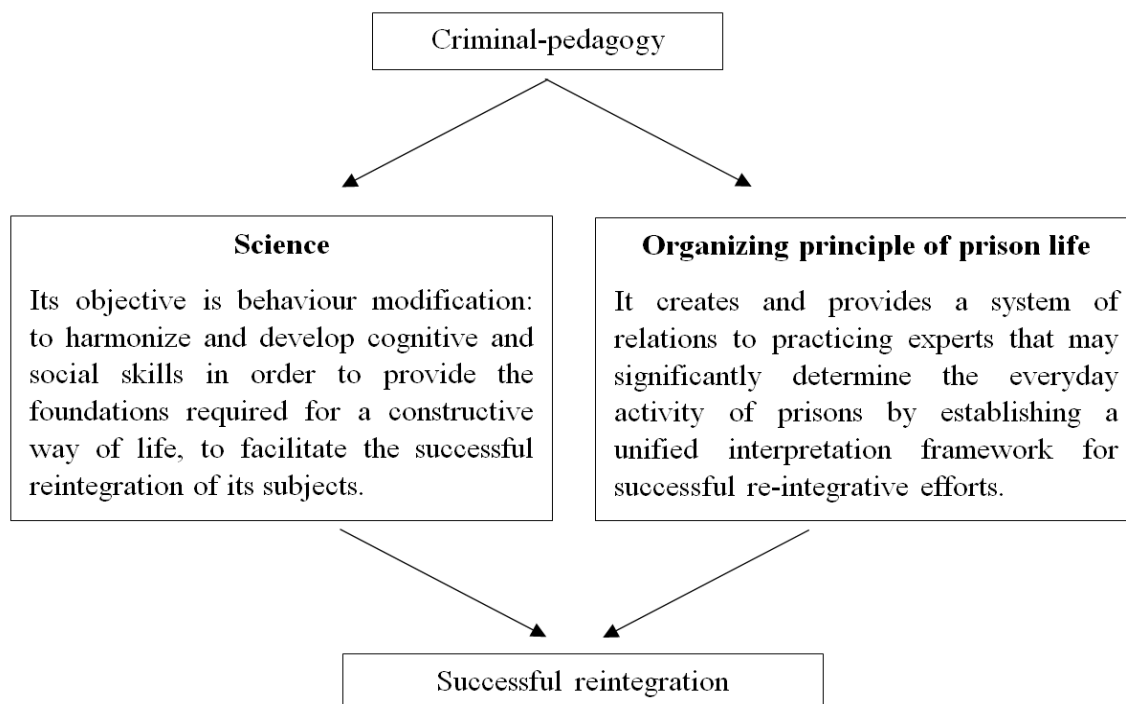 Criminal-pedagogy
Science
Its objective is behaviour modification:
to harmonize and develop cognitive and
social skills in order to provide the
foundations required for a constructive
way of life, to facilitate the successful
reintegration of its subjects.
Organizing principle of prison life
It creates and provides a system of
relations to practicing experts that may
significantly determine the everyday
activity of prisons by establishing a
unified interpretation framework for
successful re-integrative efforts.
Successful reintegration